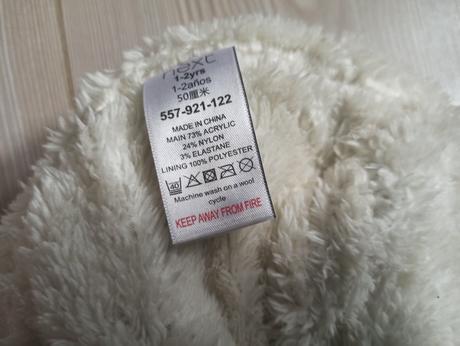 next
1-2yrs
1-2años
50厘米
557-921-122
MADE IN CHINA
MAIN 73% ACRYLIC
24% NYLON
3% ELASTANE
LINING 100% POLYESTER
40
Machine wash on a wool
cycle
KEEP AWAY FROM FIRE